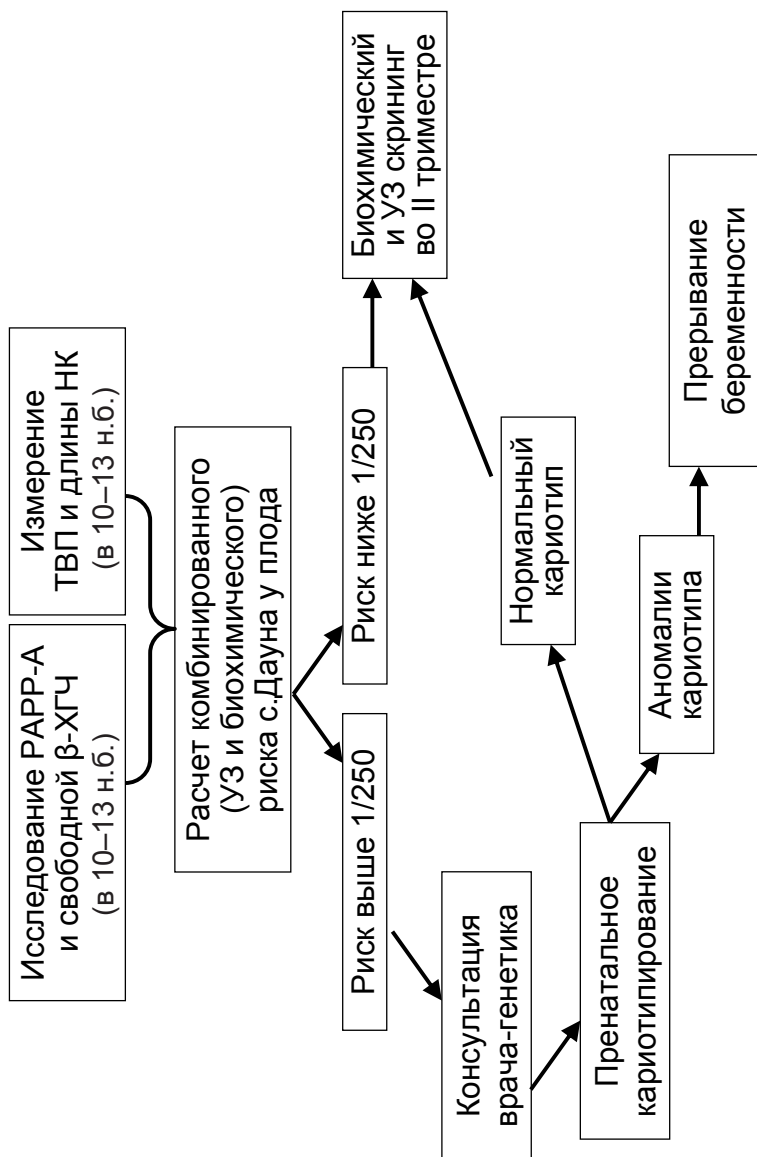 Исследование PAPP-A
и свободной β-ХГЧ
(в 10–13 н.б.)
Измерение
ТВП и длины НК
(в 10–13 н.б.)
Расчет комбинированного
(УЗ и биохимического)
риска с.Дауна у плода
Риск выше 1/250
Риск ниже 1/250
Биохимический
и УЗ скрининг
во II триместре
Консультация
врача-генетика
Нормальный
кариотип
Пренатальное
кариотипирование
Аномалии
кариотипа
Прерывание
беременности